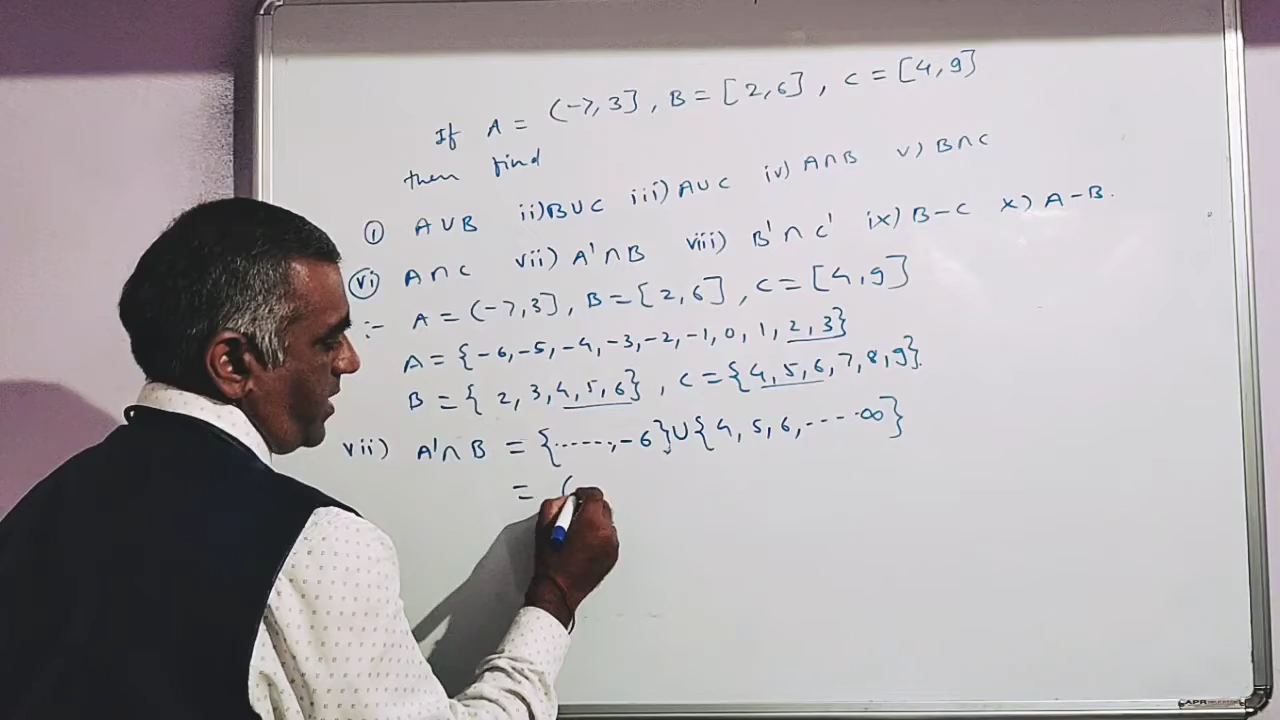 If A = (-7,3], B = [2,6], C = [4,9]
then find
(i) A∪B ii) B∪C iii) A∪C iv) A∩B v) B∩C
(vi) A∩C vii) A'∩B viii) B'∩C' ix) B-C x) A-B.
:- A = (-7,3], B = [2,6], C = [4,9]
A = {-6,-5,-4,-3,-2,-1,0,1,2,3}
B = {2,3,4,5,6}, C = {4,5,6,7,8,9}.
vii) A'∩B = {......,-6}∪{4,5,6,----∞}
= (